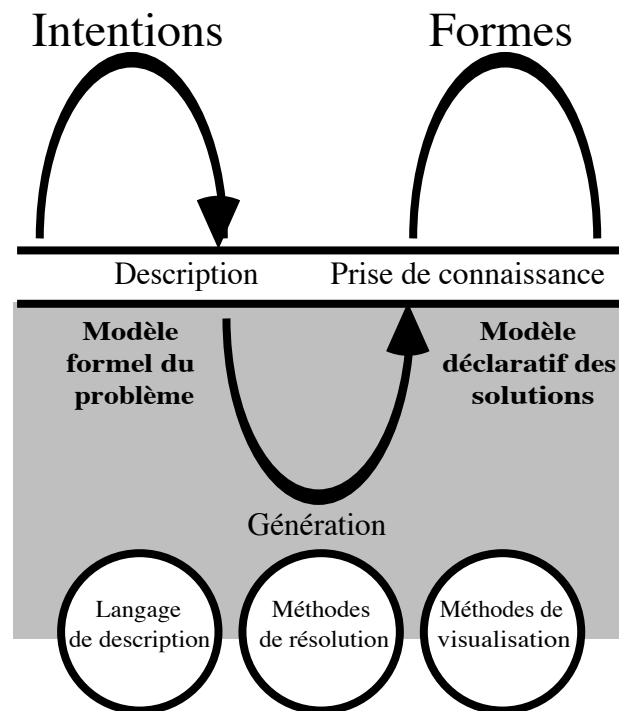 Intentions
Formes
Description
Prise de connaissance
Modèle
formel du
problème
Modèle
déclaratif des
solutions
Génération
Langage
de description
Méthodes
de résolution
Méthodes de
visualisation